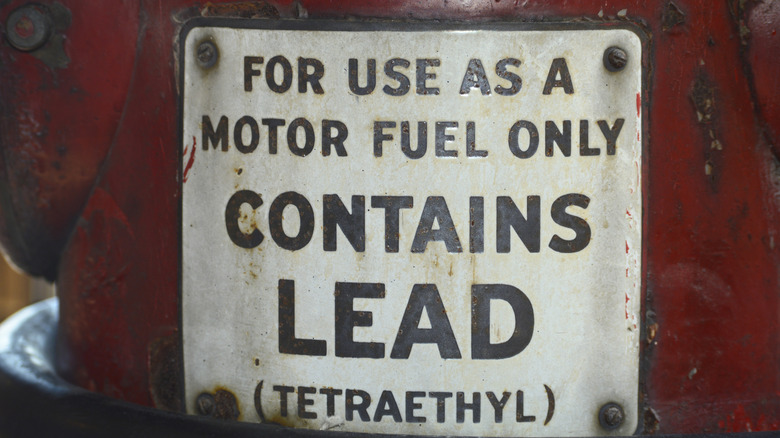 FOR USE AS A
MOTOR FUEL ONLY
CONTAINS
LEAD
(TETRAETHYL)